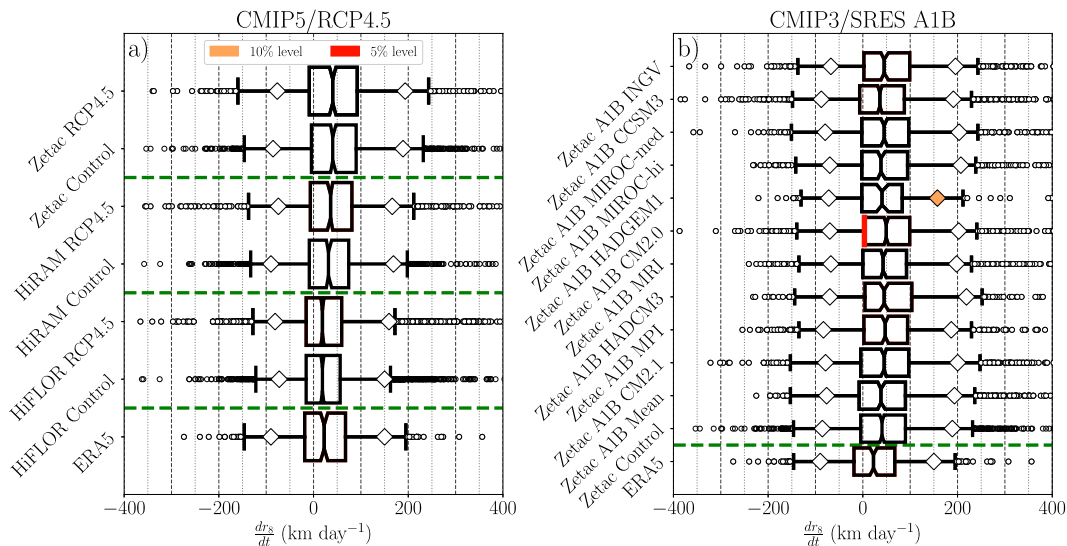 CMIP5/RCP4.5
a)
10% level
5% level
Zetac RCP4.5
Zetac Control
HiRAM RCP4.5
HiRAM Control
HiFLOR RCP4.5
HiFLOR Control
ERA5
−400
−200
0
200
400
dr₈/dt (km day⁻¹)
CMIP3/SRES A1B
b)
Zetac A1B INGV
Zetac A1B CCSM3
Zetac A1B MIROC-med
Zetac A1B MIROC-hi
Zetac A1B HADGEM1
Zetac A1B CM2.0
Zetac A1B MRI
Zetac A1B HADCM3
Zetac A1B MPI
Zetac A1B CM2.1
Zetac A1B Mean
Zetac Control
ERA5
−400
−200
0
200
400
dr₈/dt (km day⁻¹)